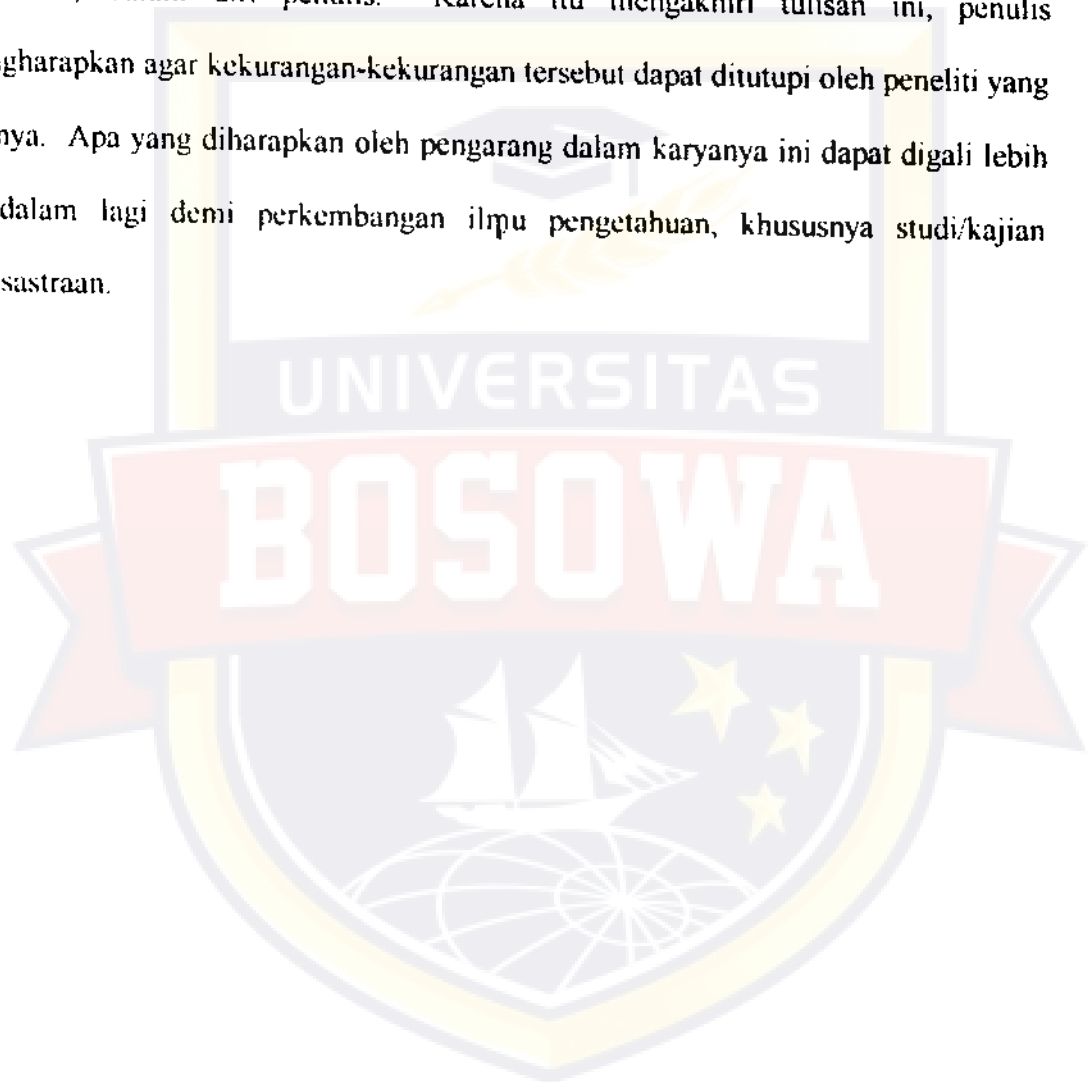 penulis. Karena itu mengakhiri tulisan ini, penulis
gharapkan agar kekurangan-kekurangan tersebut dapat ditutupi oleh peneliti yang
nya. Apa yang diharapkan oleh pengarang dalam karyanya ini dapat digali lebih
dalam lagi demi perkembangan ilmu pengetahuan, khususnya studi/kajian
sastraan.
UNIVERSITAS
BOSOWA